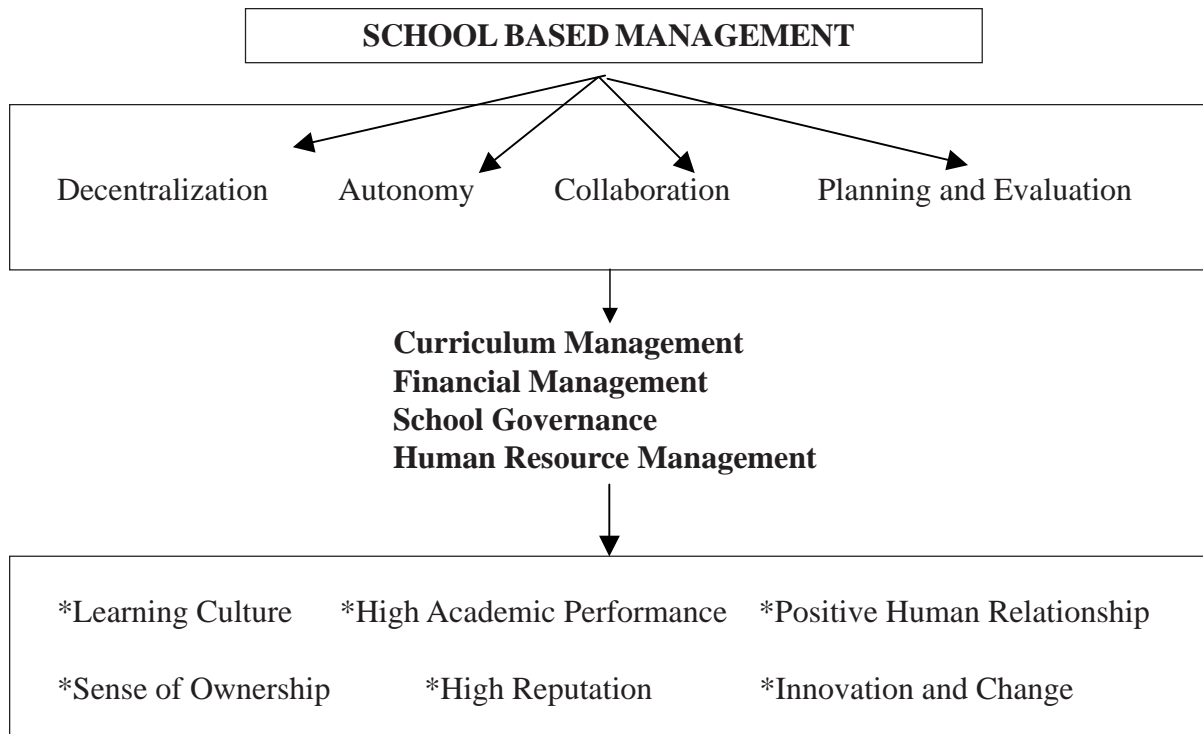 SCHOOL BASED MANAGEMENT
Decentralization Autonomy Collaboration Planning and Evaluation
Curriculum Management
Financial Management
School Governance
Human Resource Management
*Learning Culture *High Academic Performance *Positive Human Relationship
*Sense of Ownership *High Reputation *Innovation and Change